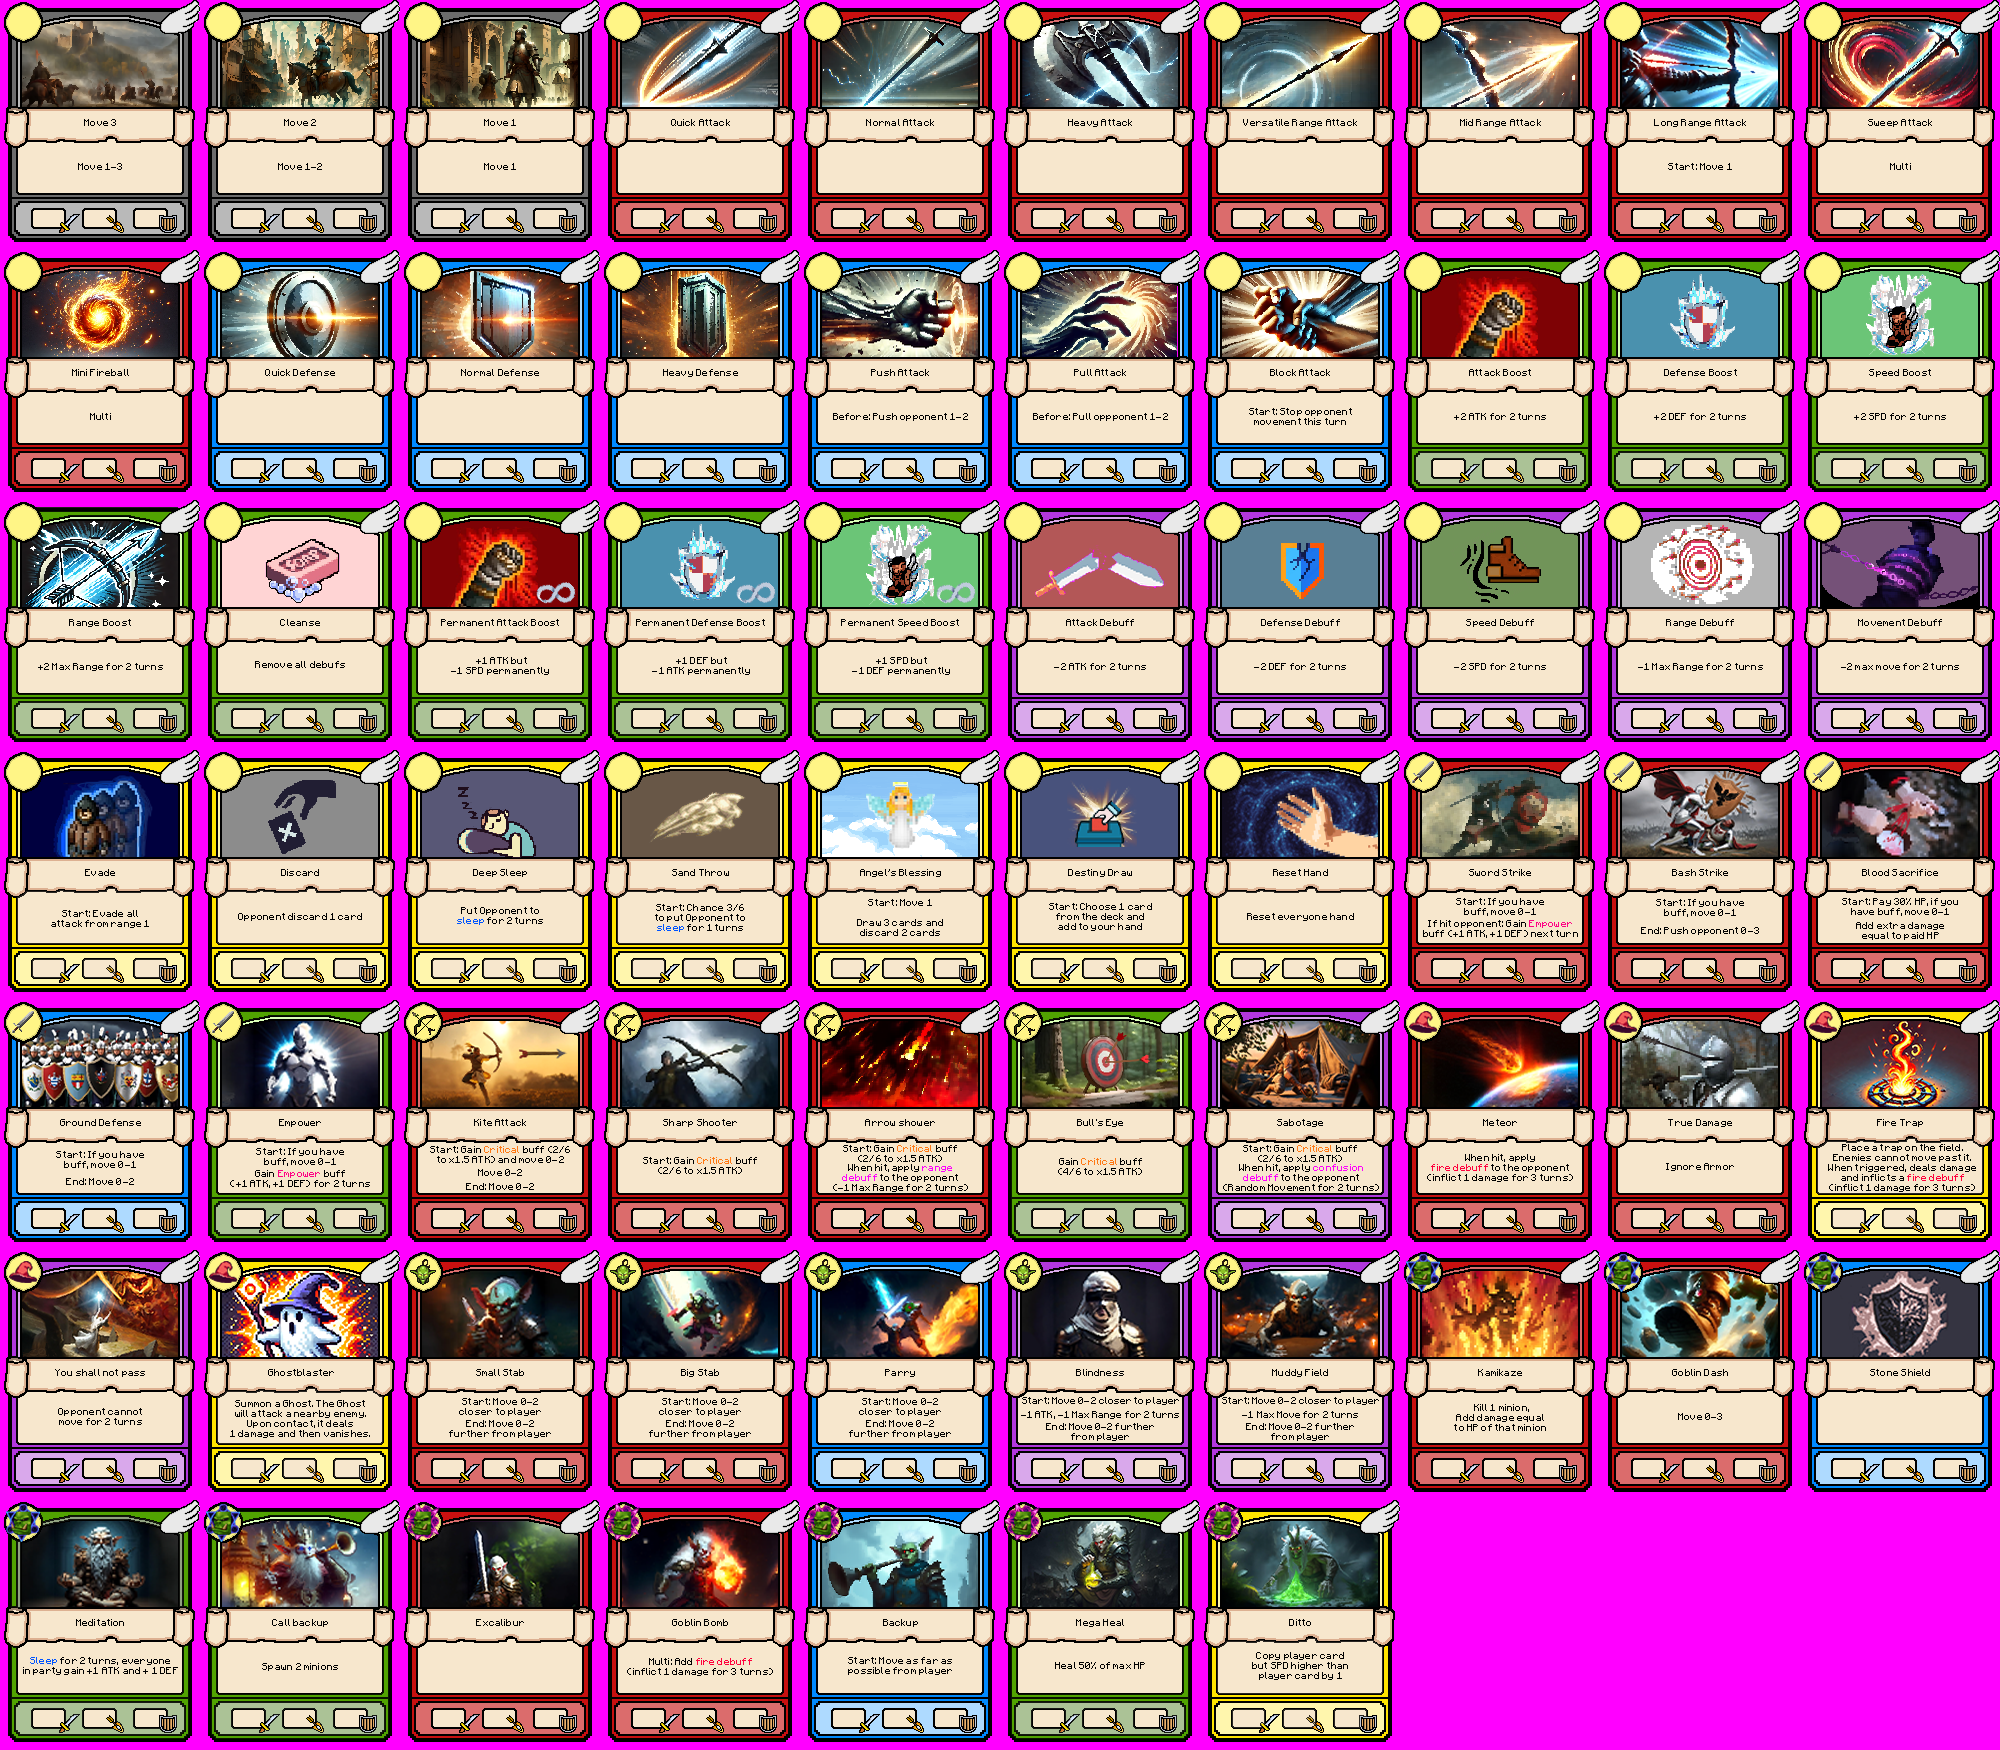 Move 3
Move 1-3
Move 2
Move 1-2
Move 1
Move 1
Quick Attack
Normal Attack
Heavy Attack
Versatile Range Attack
Mid Range Attack
Long Range Attack
Start: Move 1
Sweep Attack
Multi
Mini Fireball
Multi
Quick Defense
Normal Defense
Heavy Defense
Push Attack
Before: Push opponent 1-2
Pull Attack
Before: Pull oppponent 1-2
Block Attack
Start: Stop opponent
movement this turn
Attack Boost
+2 ATK for 2 turns
Defense Boost
+2 DEF for 2 turns
Speed Boost
+2 SPD for 2 turns
Range Boost
+2 Max Range for 2 turns
SOAP
Cleanse
Remove all debufs
Permanent Attack Boost
+1 ATK but
-1 SPD permanently
Permanent Defense Boost
+1 DEF but
-1 ATK permanently
Permanent Speed Boost
+1 SPD but
-1 DEF permanently
Attack Debuff
-2 ATK for 2 turns
Defense Debuff
-2 DEF for 2 turns
Speed Debuff
-2 SPD for 2 turns
Range Debuff
-1 Max Range for 2 turns
Movement Debuff
-2 max move for 2 turns
Evade
Start: Evade all
attack from range 1
Discard
Opponent discard 1 card
Z
Z
Z
Deep Sleep
Put Opponent to
sleep for 2 turns
Sand Throw
Start: Chance 3/6
to put Opponent to
sleep for 1 turns
Angel's Blessing
Start: Move 1
Draw 3 cards and
discard 2 cards
Destiny Draw
Start: Choose 1 card
from the deck and
add to your hand
Reset Hand
Reset everyone hand
Sword Strike
Start: If you have
buff, move 0-1
If hit opponent: Gain Empower
buff (+1 ATK, +1 DEF) next turn
Bash Strike
Start: If you have
buff, move 0-1
End: Push opponent 0-3
Blood Sacrifice
Start: Pay 30% HP, if you
have buff, move 0-1
Add extra damage
equal to paid HP
Ground Defense
Start: If you have
buff, move 0-1
End: Move 0-2
Empower
Start: If you have
buff, move 0-1
Gain Empower buff
(+1 ATK, +1 DEF) for 2 turns
Kite Attack
Start: Gain Critical buff (2/6
to x1.5 ATK) and move 0-2
Move 0-2
End: Move 0-2
Sharp Shooter
Start: Gain Critical buff
(2/6 to x1.5 ATK)
Arrow shower
Start: Gain Critical buff
(2/6 to x1.5 ATK)
When hit, apply range
debuff to the opponent
(-1 Max Range for 2 turns)
Bull's Eye
Gain Critical buff
(4/6 to x1.5 ATK)
Sabotage
Start: Gain Critical buff
(2/6 to x1.5 ATK)
When hit, apply confusion
debuff to the opponent
(Random Movement for 2 turns)
Meteor
When hit, apply
fire debuff to the opponent
(inflict 1 damage for 3 turns)
True Damage
Ignore Armor
Fire Trap
Place a trap on the field.
Enemies cannot move past it.
When triggered, deals damage
and inflicts a fire debuff
(inflict 1 damage for 3 turns)
You shall not pass
Opponent cannot
move for 2 turns
Ghostblaster
Summon a Ghost. The Ghost
will attack a nearby enemy.
Upon contact, it deals
1 damage and then vanishes.
Small Stab
Start: Move 0-2
closer to player
End: Move 0-2
further from player
Big Stab
Start: Move 0-2
closer to player
End: Move 0-2
further from player
Parry
Start: Move 0-2
closer to player
End: Move 0-2
further from player
Blindness
Start: Move 0-2 closer to player
-1 ATK, -1 Max Range for 2 turns
End: Move 0-2 further
from player
Muddy Field
Start: Move 0-2 closer to player
-1 Max Move for 2 turns
End: Move 0-2 further
from player
Kamikaze
Kill 1 minion,
Add damage equal
to HP of that minion
Goblin Dash
Move 0-3
Stone Shield
Meditation
Sleep for 2 turns, everyone
in party gain +1 ATK and + 1 DEF
Call backup
Spawn 2 minions
Excalibur
Goblin Bomb
Multi: Add fire debuff
(inflict 1 damage for 3 turns)
Backup
Start: Move as far as
possible from player
Mega Heal
Heal 50% of max HP
Ditto
Copy player card
but SPD higher than
player card by 1